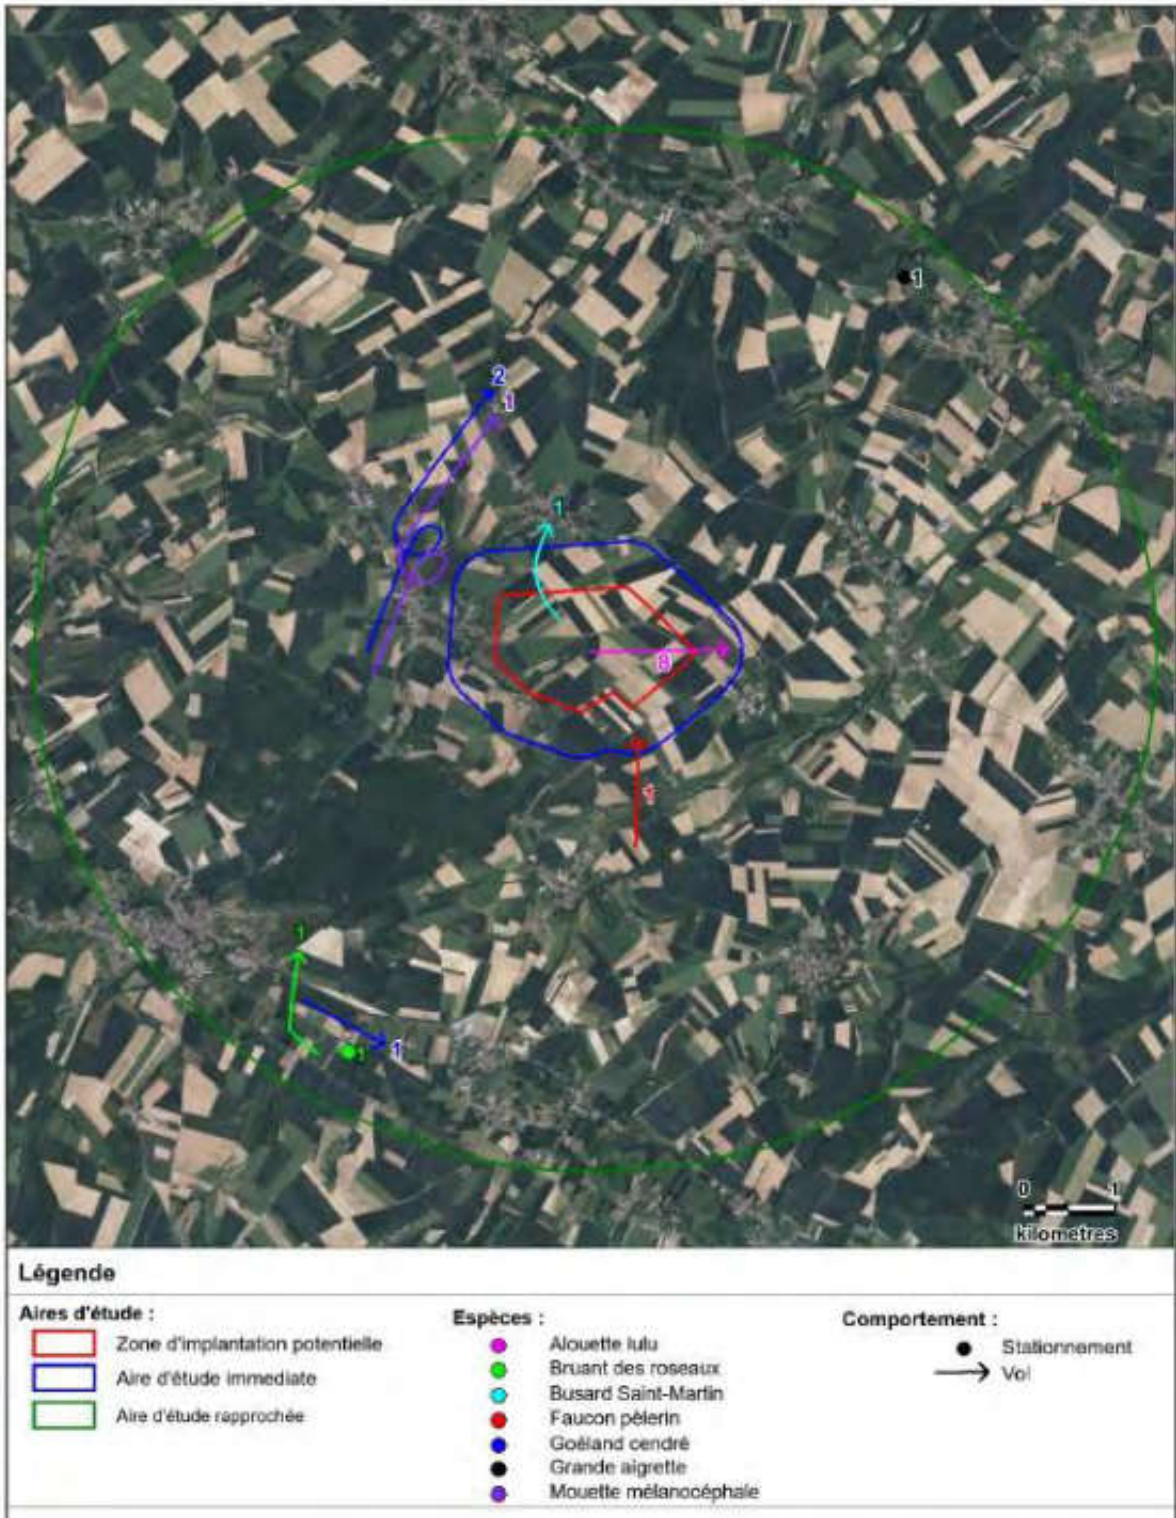 1
2
1
1
8
1
1
1
1
0 1
kilometres
Légende
Aires d'étude :
Zone d'implantation potentielle
Aire d'étude immediate
Aire d'étude rapprochée
Espèces :
Alouette lulu
Bruant des roseaux
Busard Saint-Martin
Faucon pèlerin
Goéland cendré
Grande aigrette
Mouette mélanocéphale
Comportement :
Stationnement
Vol